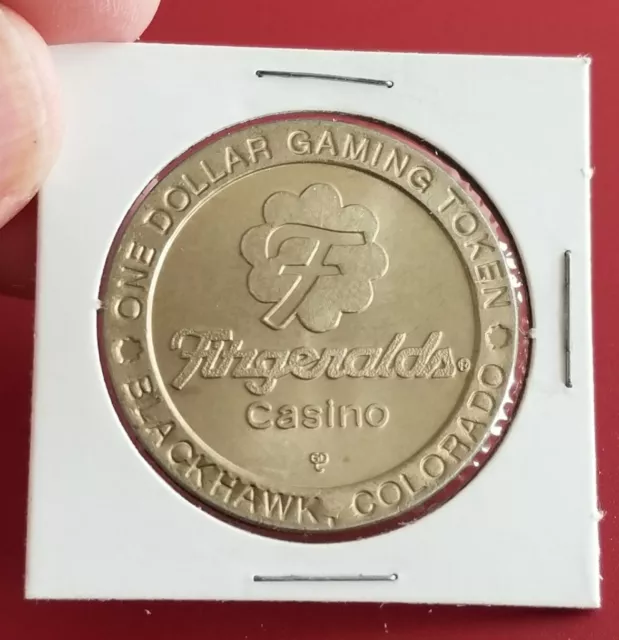 ONE DOLLAR GAMING TOKEN
F
Fitzgeralds®
Casino
BLACKHAWK, COLORADO